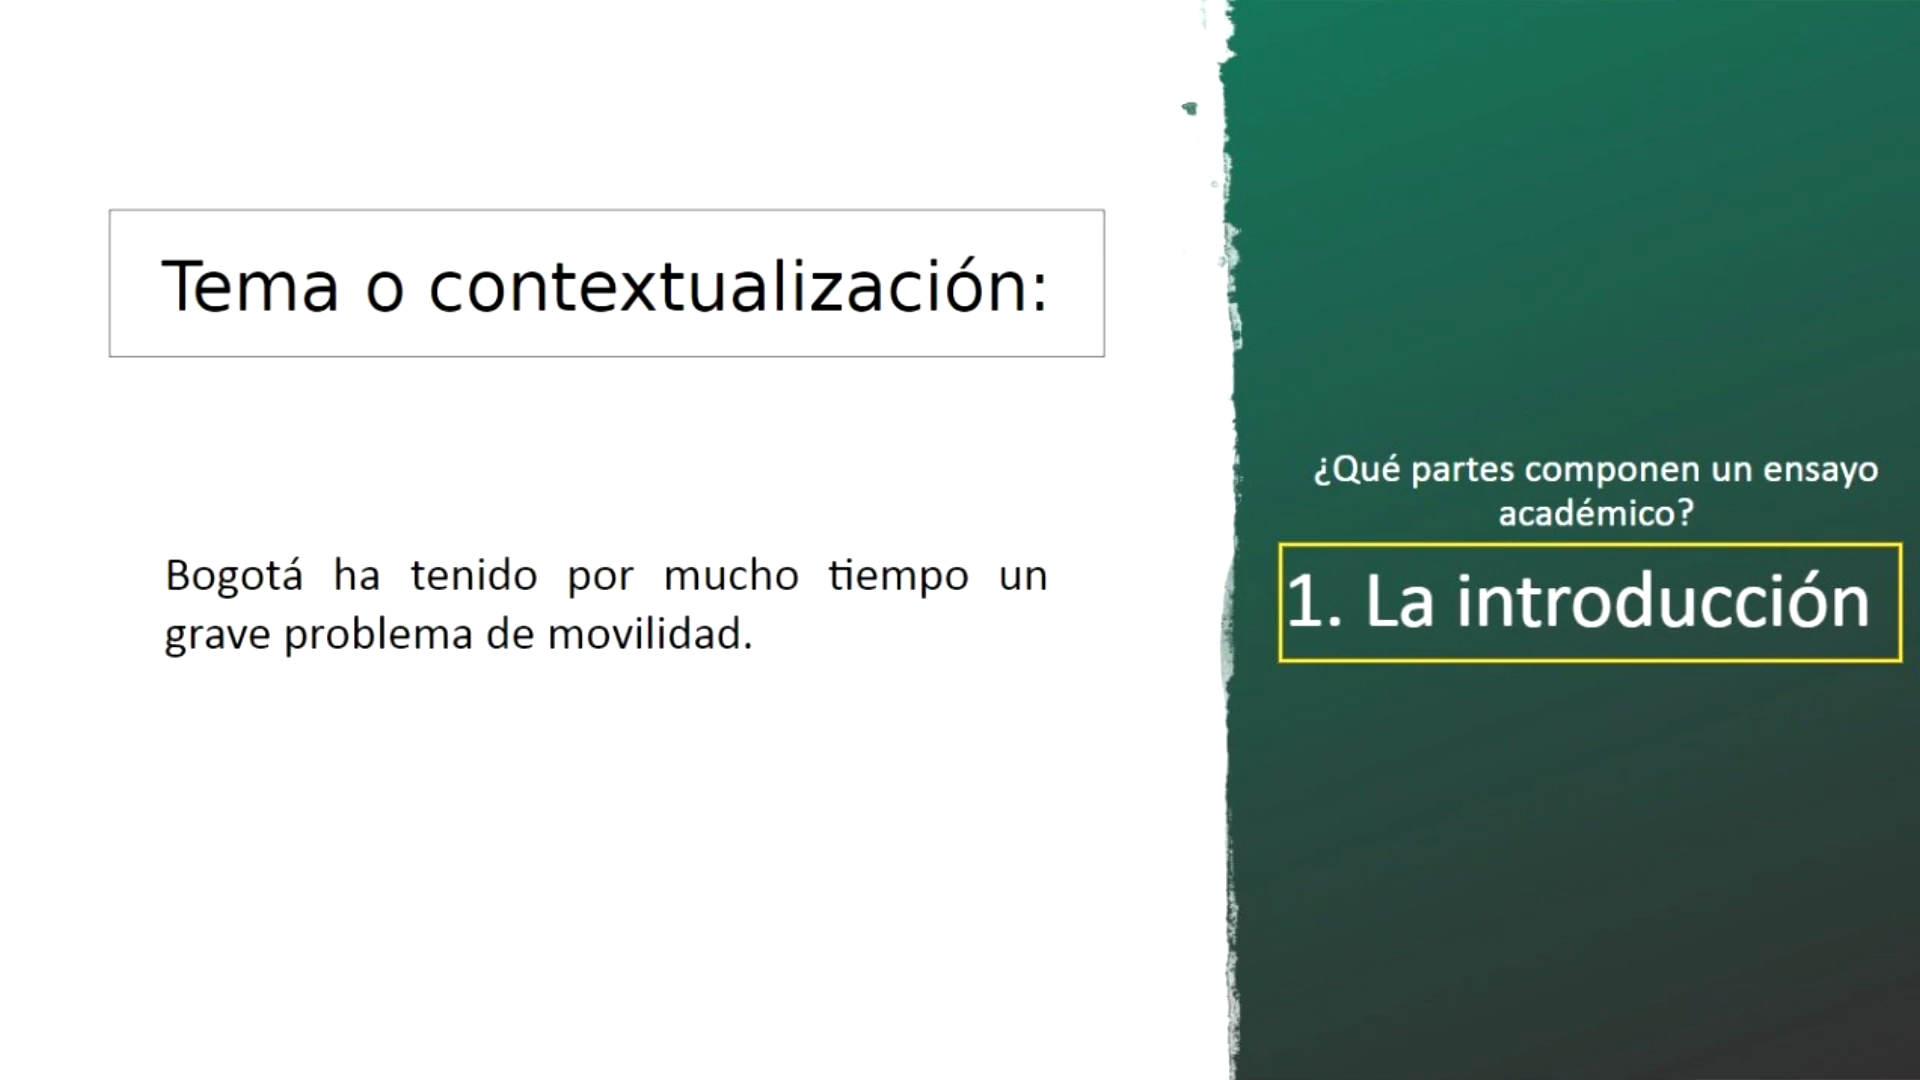 Tema o contextualización:
Bogotá ha tenido por mucho tiempo un
grave problema de movilidad.
¿Qué partes componen un ensayo
académico?
1. La introducción